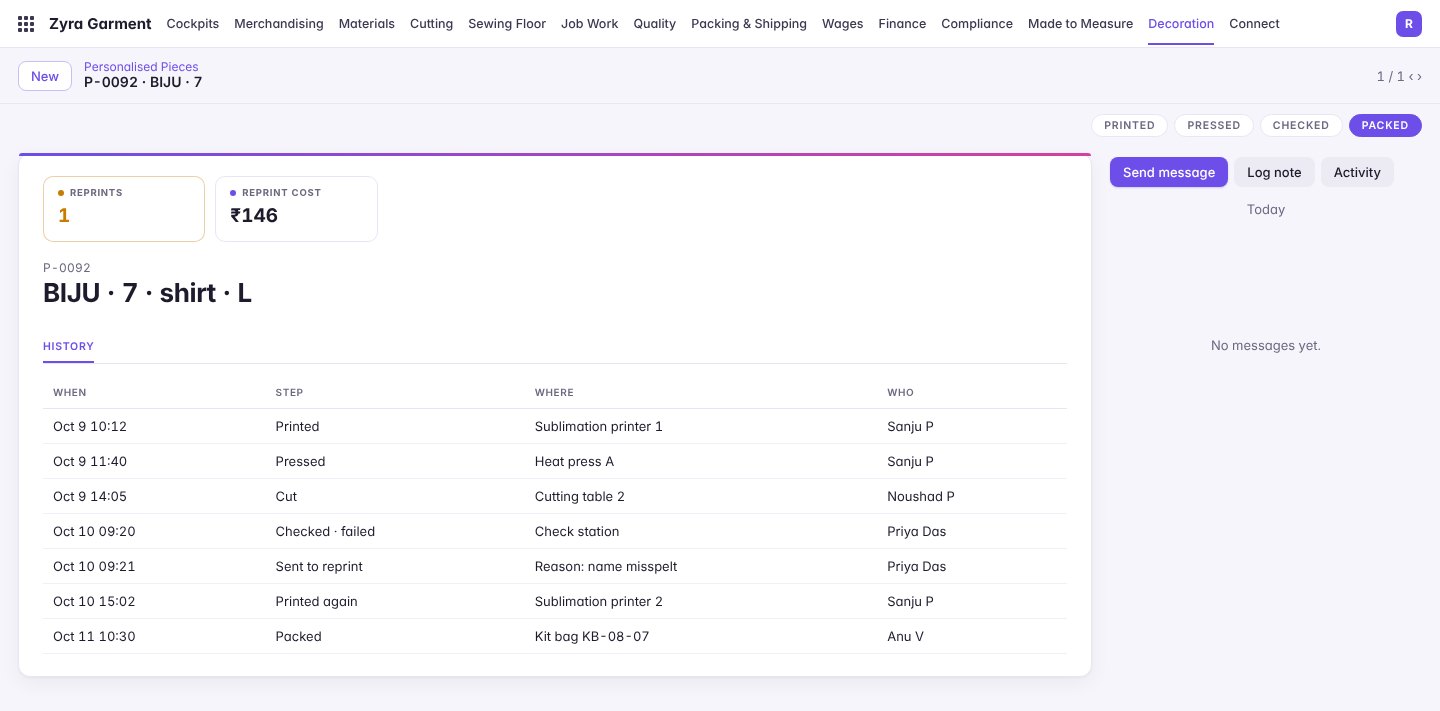 Zyra Garment Cockpits Merchandising Materials Cutting Sewing Floor Job Work Quality Packing & Shipping Wages Finance Compliance Made to Measure Decoration Connect R
New
Personalised Pieces
P-0092 · BIJU · 7
1 / 1 ‹ ›
PRINTED PRESSED CHECKED PACKED
REPRINTS
1
REPRINT COST
₹146
P-0092
BIJU · 7 · shirt · L
HISTORY
WHEN STEP WHERE WHO
Oct 9 10:12 Printed Sublimation printer 1 Sanju P
Oct 9 11:40 Pressed Heat press A Sanju P
Oct 9 14:05 Cut Cutting table 2 Noushad P
Oct 10 09:20 Checked · failed Check station Priya Das
Oct 10 09:21 Sent to reprint Reason: name misspelt Priya Das
Oct 10 15:02 Printed again Sublimation printer 2 Sanju P
Oct 11 10:30 Packed Kit bag KB-08-07 Anu V
Send message Log note Activity
Today
No messages yet.